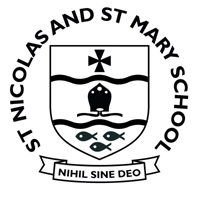 ST NICOLAS AND ST MARY SCHOOL
NIHIL SINE DEO